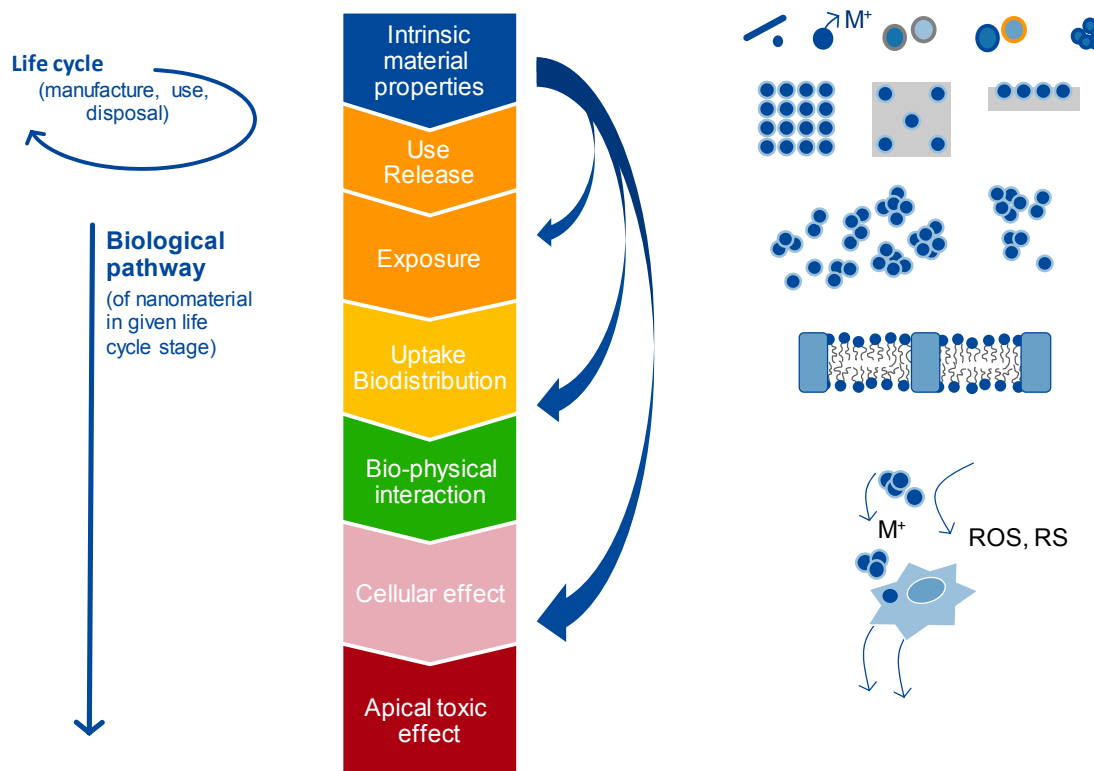 Life cycle
(manufacture, use,
disposal)
Biological
pathway
(of nanomaterial
in given life
cycle stage)
Intrinsic
material
properties
Use
Release
Exposure
Uptake
Biodistribution
Bio-physical
interaction
Cellular effect
Apical toxic
effect
M⁺
M⁺
ROS, RS